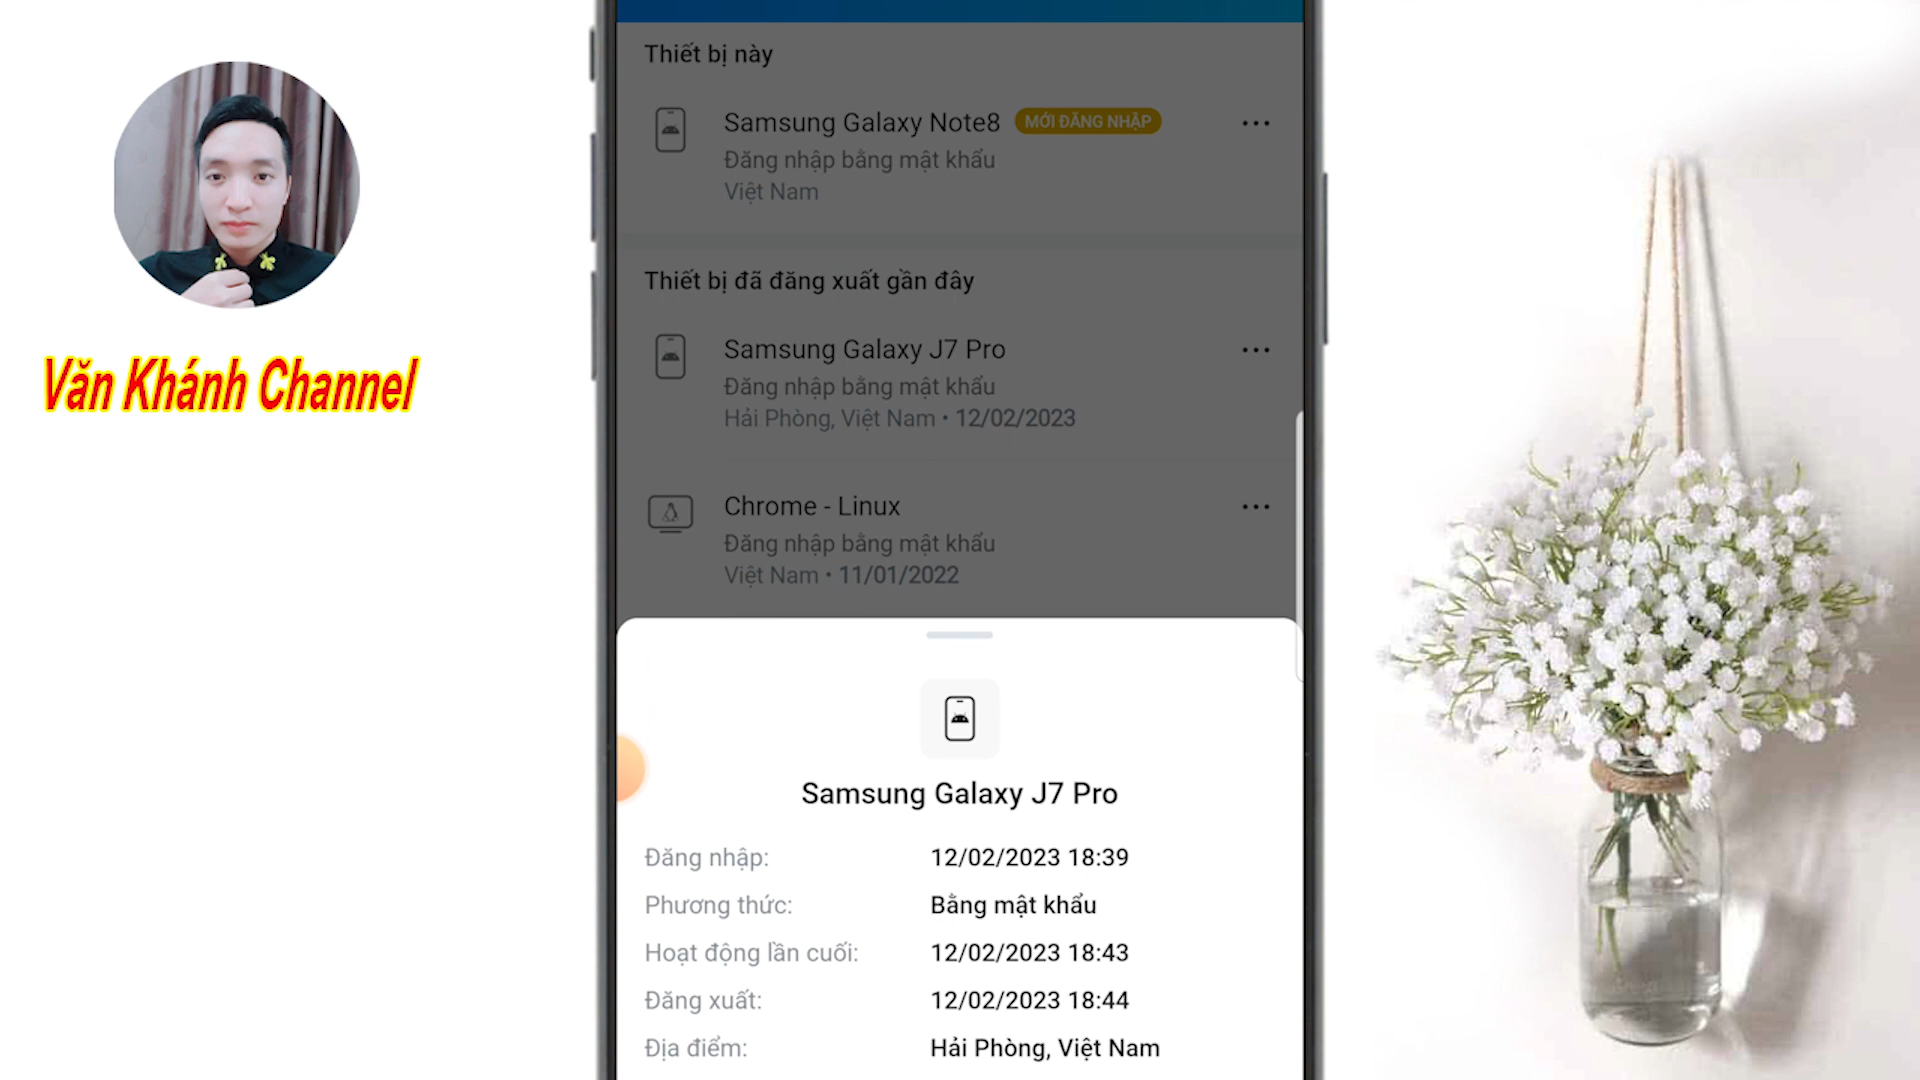 Văn Khánh Channel
Thiết bị này
Samsung Galaxy Note8 MỚI ĐĂNG NHẬP
Đăng nhập bằng mật khẩu
Việt Nam
Thiết bị đã đăng xuất gần đây
Samsung Galaxy J7 Pro
Đăng nhập bằng mật khẩu
Hải Phòng, Việt Nam • 12/02/2023
Chrome - Linux
Đăng nhập bằng mật khẩu
Việt Nam • 11/01/2022
Samsung Galaxy J7 Pro
Đăng nhập: 12/02/2023 18:39
Phương thức: Bằng mật khẩu
Hoạt động lần cuối: 12/02/2023 18:43
Đăng xuất: 12/02/2023 18:44
Địa điểm: Hải Phòng, Việt Nam